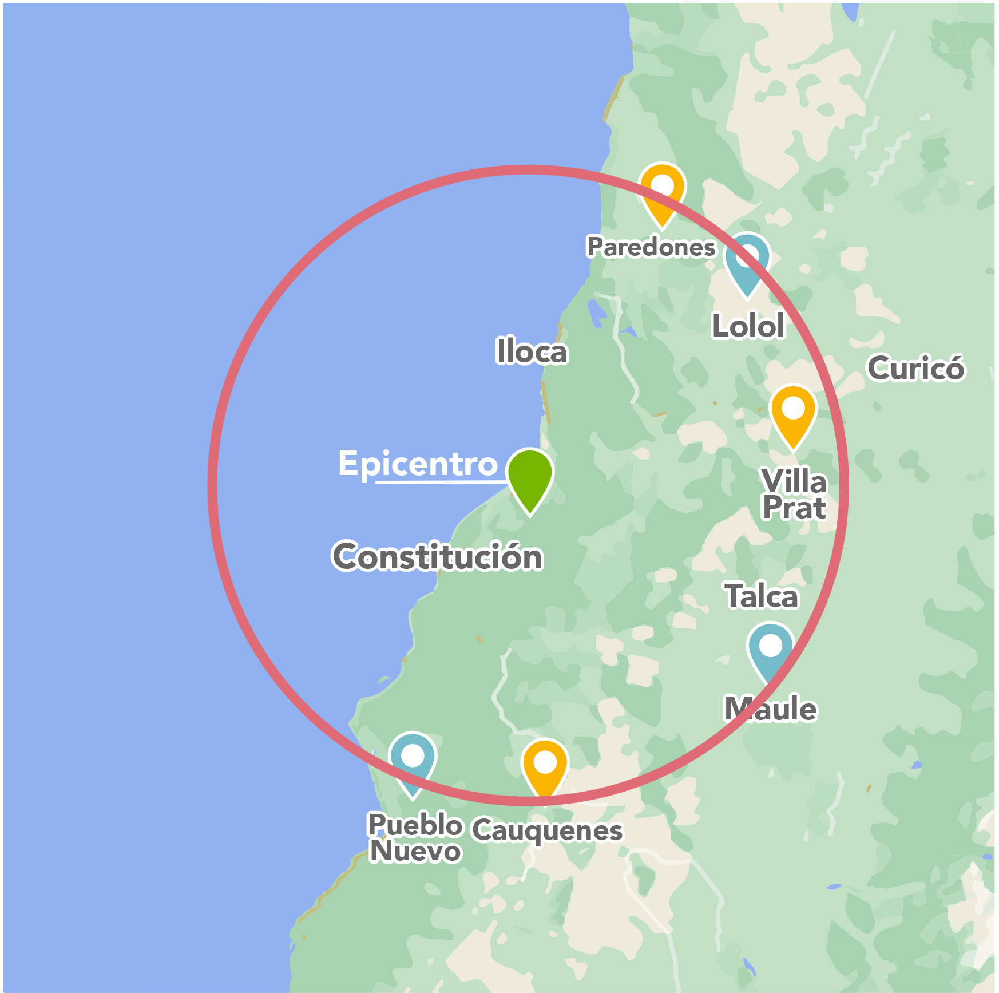 Paredones
Lolol
Iloca
Curicó
Epicentro
Villa
Prat
Constitución
Talca
Maule
Pueblo
Nuevo
Cauquenes